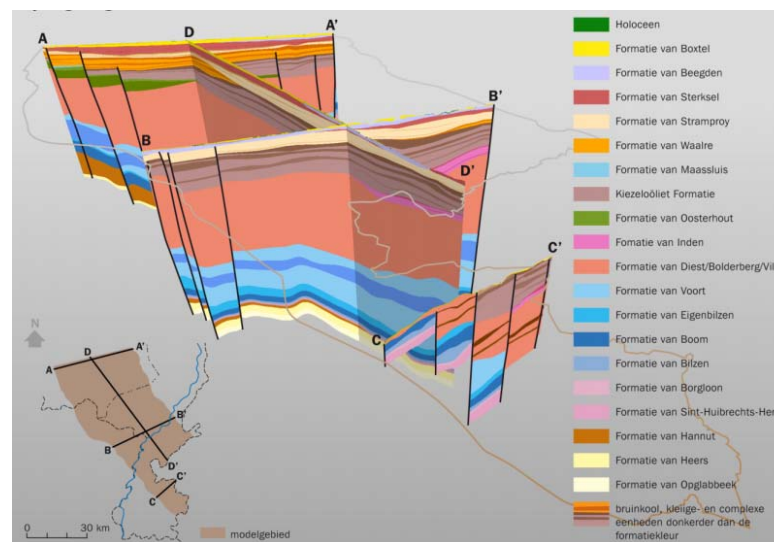 A
D
A'
B
B'
D'
C
C'
Holoceen
Formatie van Boxtel
Formatie van Beegden
Formatie van Sterksel
Formatie van Stramproy
Formatie van Waalre
Formatie van Maassluis
Kiezeloöliet Formatie
Formatie van Oosterhout
Fomatie van Inden
Formatie van Diest/Bolderberg/Vil
Formatie van Voort
Formatie van Eigenbilzen
Formatie van Boom
Formatie van Bilzen
Formatie van Borgloon
Formatie van Sint-Huibrechts-Her
Formatie van Hannut
Formatie van Heers
Formatie van Opglabbeek
bruinkool, kleiige- en complexe
eenheden donkerder dan de
formatiekleur
N
A
D
A'
B
B'
D'
C
C'
0 30 km
modelgebied